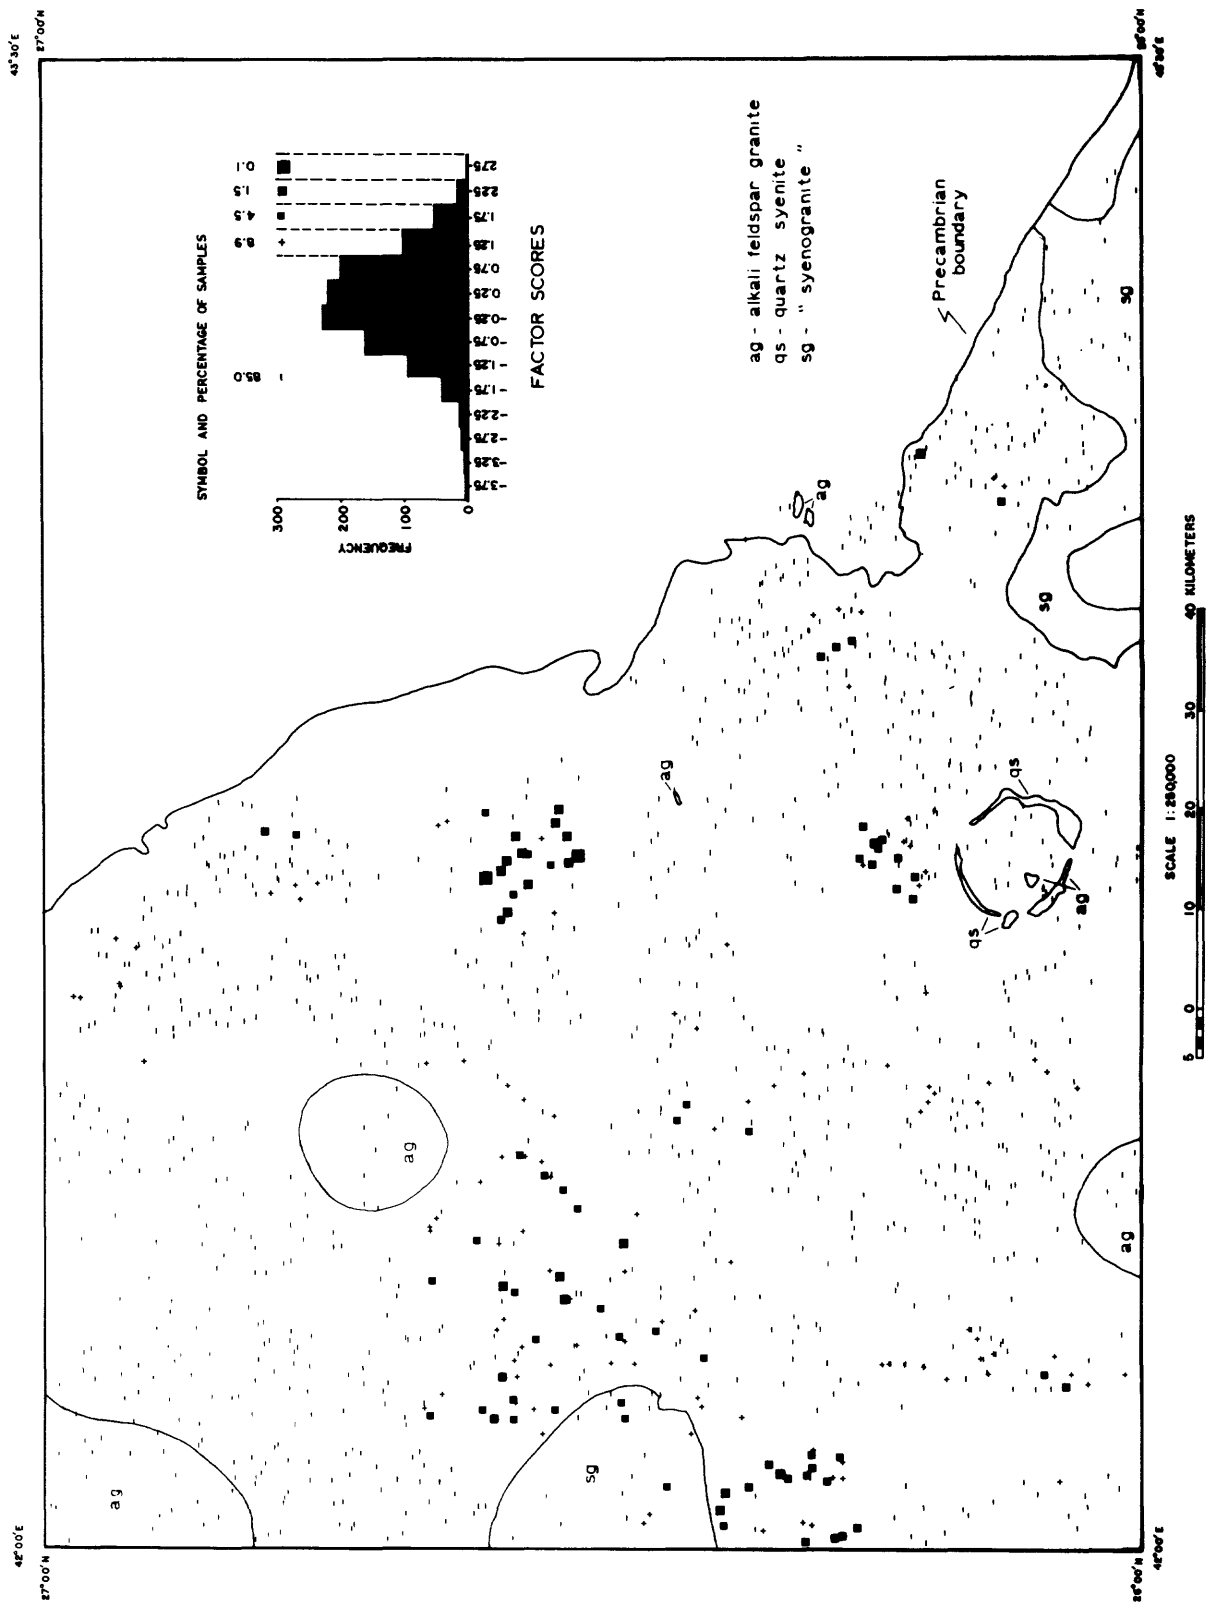 43°30'E
27°00'N
SYMBOL AND PERCENTAGE OF SAMPLES
85.0
8.9
4.5
1.5
0.1
FREQUENCY
300
200
100
0
-3.75
-3.25
-2.75
-2.25
-1.75
-1.25
-0.75
-0.25
0.25
0.75
1.25
1.75
2.25
2.75
FACTOR SCORES
ag - alkali feldspar granite
qs - quartz syenite
sg - " syenogranite "
Precambrian
boundary
ag
ag
ag
sg
sg
qs
qs
ag
ag
ag
sg
ag
42°00'E
27°00'N
26°00'N
42°00'E
SCALE 1:250,000
5
0
10
20
30
40 KILOMETERS